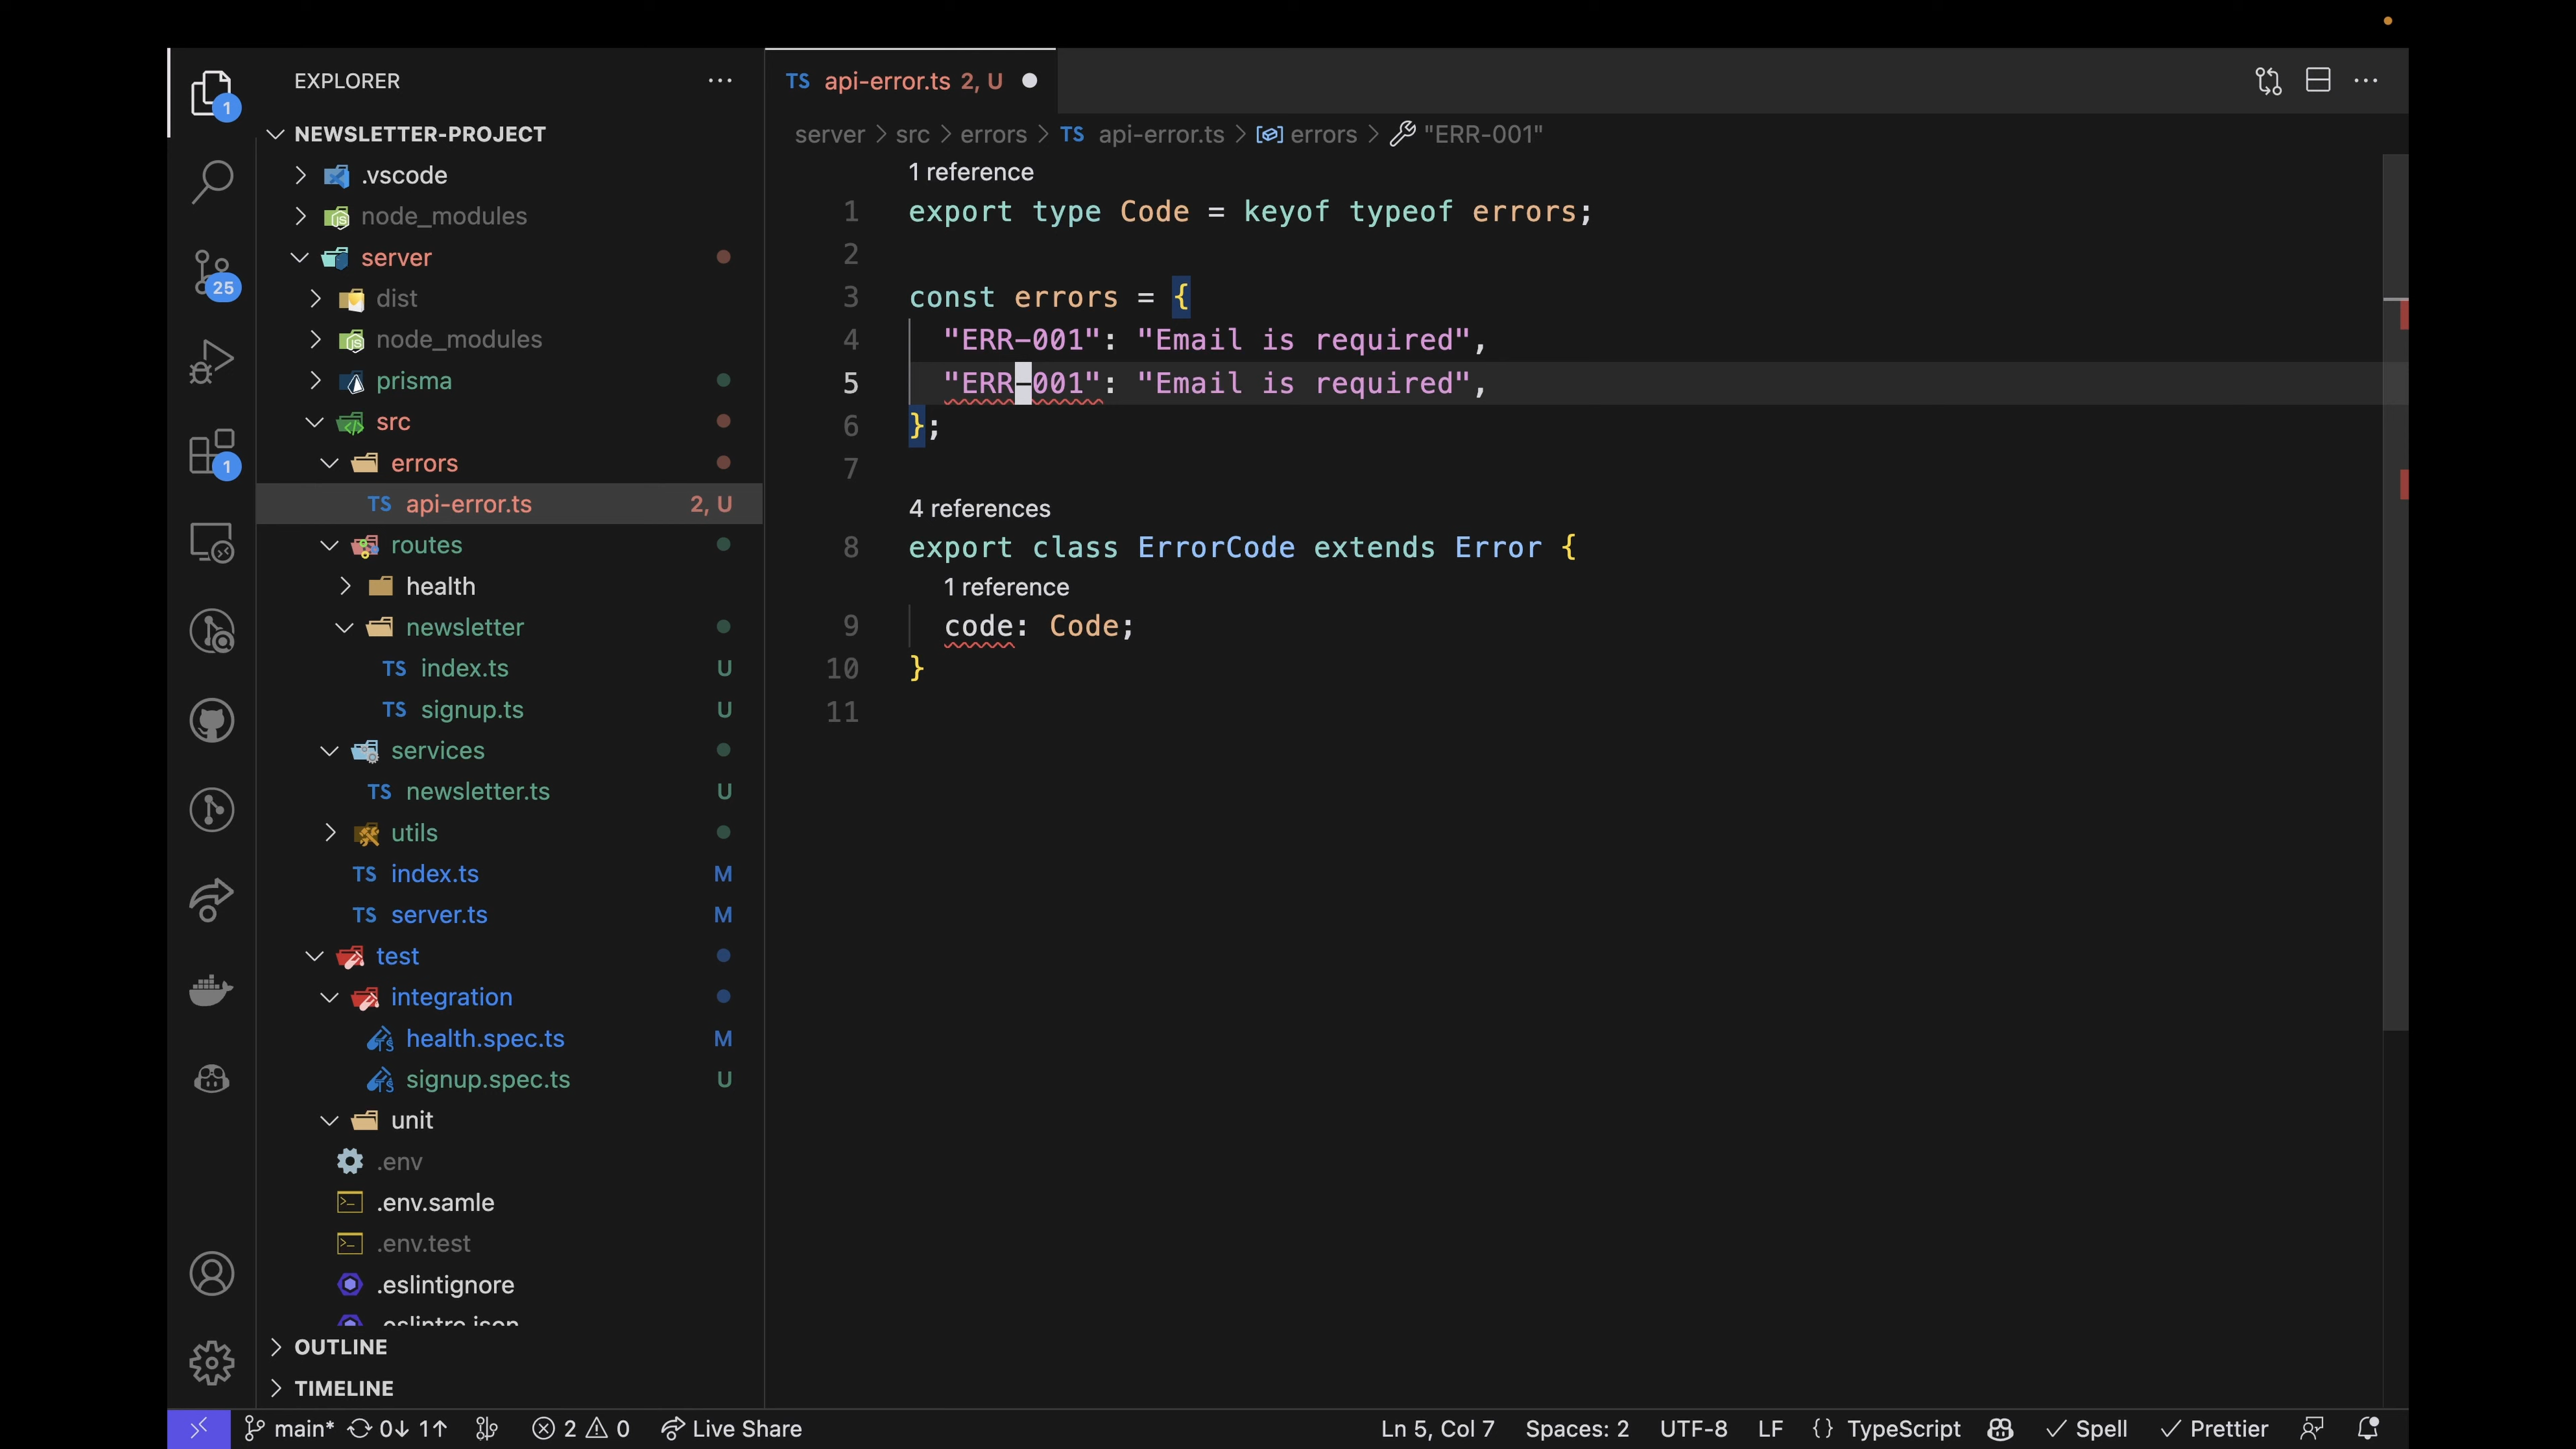 EXPLORER
NEWSLETTER-PROJECT
.vscode
node_modules
server
dist
node_modules
prisma
src
errors
TS api-error.ts 2, U
routes
health
newsletter
TS index.ts U
TS signup.ts U
services
TS newsletter.ts U
utils
TS index.ts M
TS server.ts M
test
integration
health.spec.ts M
signup.spec.ts U
unit
.env
.env.samle
.env.test
.eslintignore
.eslintrc.json
OUTLINE
TIMELINE
1
25
1
TS api-error.ts 2, U
server > src > errors > TS api-error.ts > errors > "ERR-001"
1 reference
1 export type Code = keyof typeof errors;
2
3 const errors = {
4 "ERR-001": "Email is required",
5 "ERR-001": "Email is required",
6 };
7
4 references
8 export class ErrorCode extends Error {
1 reference
9 code: Code;
10 }
11
main* 0↓ 1↑ 2 0 Live Share Ln 5, Col 7 Spaces: 2 UTF-8 LF {} TypeScript Spell Prettier